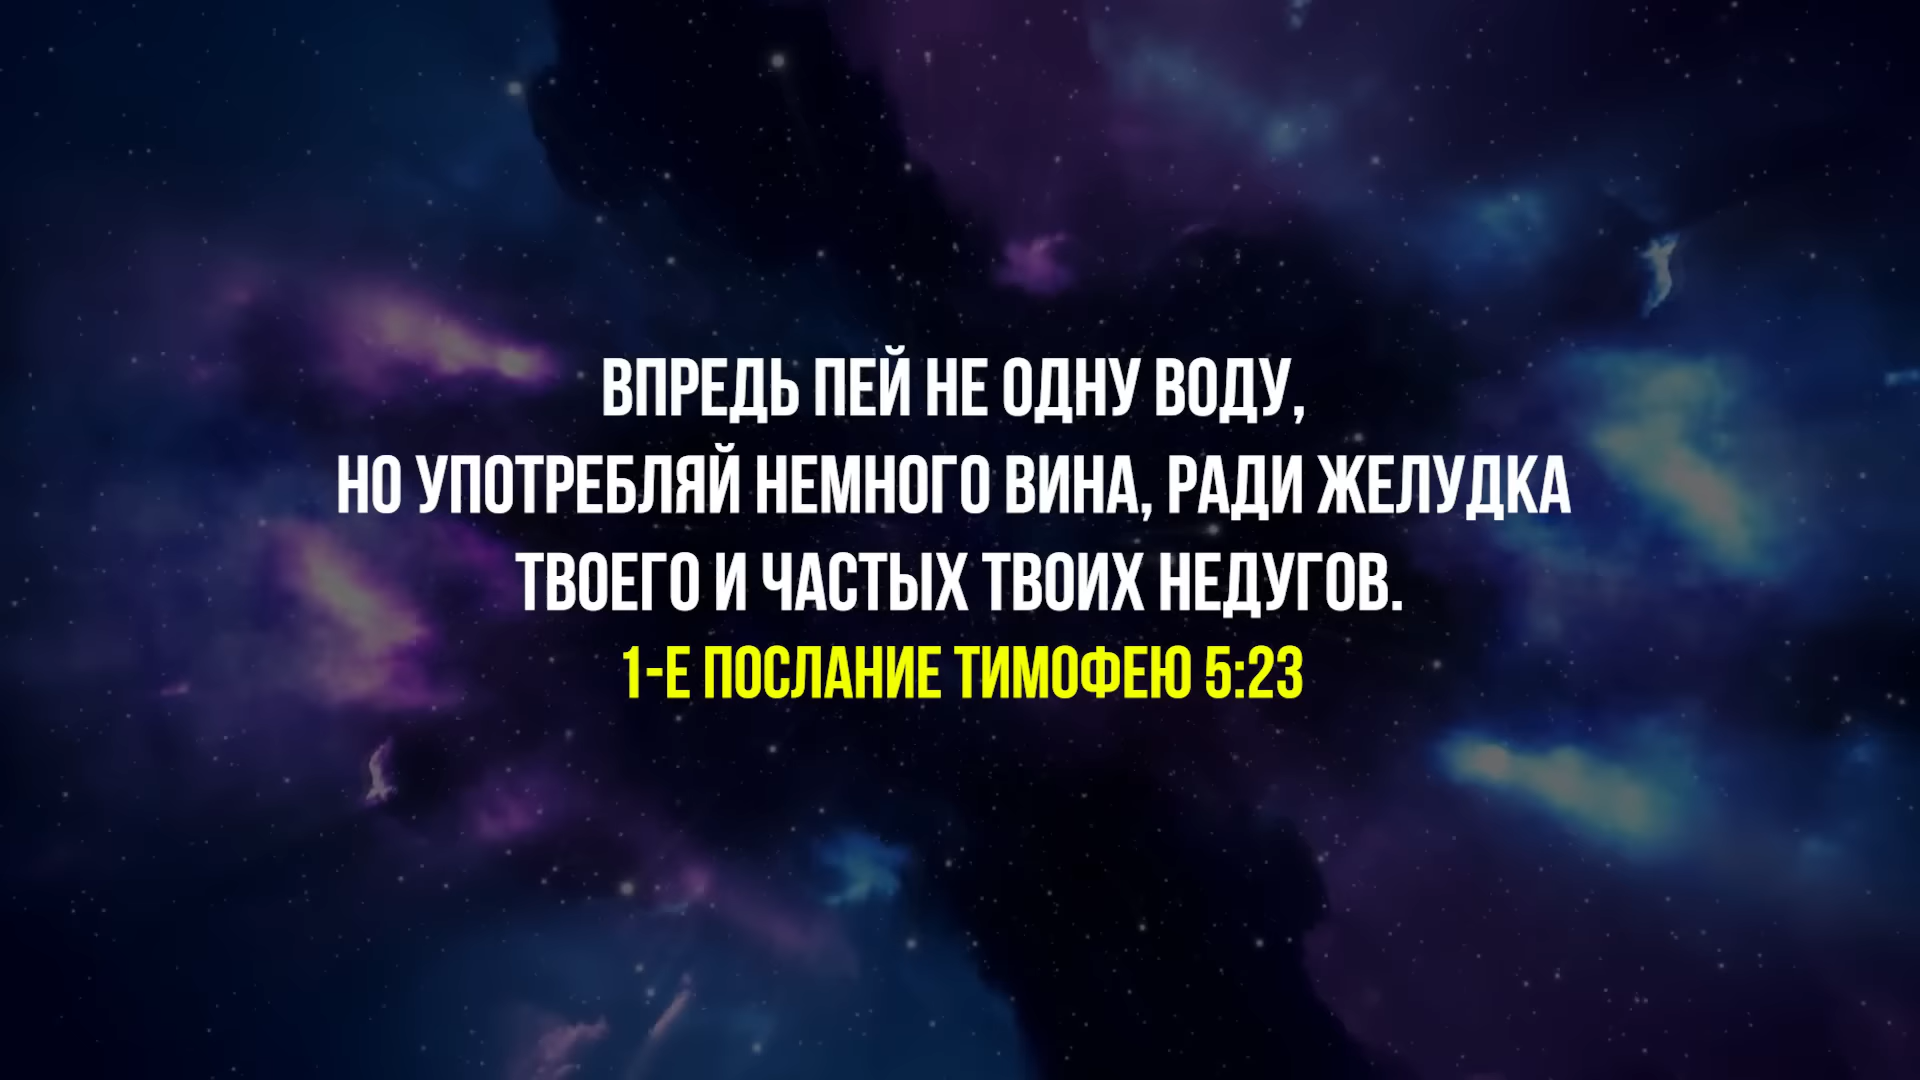 ВПРЕДЬ ПЕЙ НЕ ОДНУ ВОДУ,
НО УПОТРЕБЛЯЙ НЕМНОГО ВИНА, РАДИ ЖЕЛУДКА
ТВОЕГО И ЧАСТЫХ ТВОИХ НЕДУГОВ.
1-Е ПОСЛАНИЕ ТИМОФЕЮ 5:23